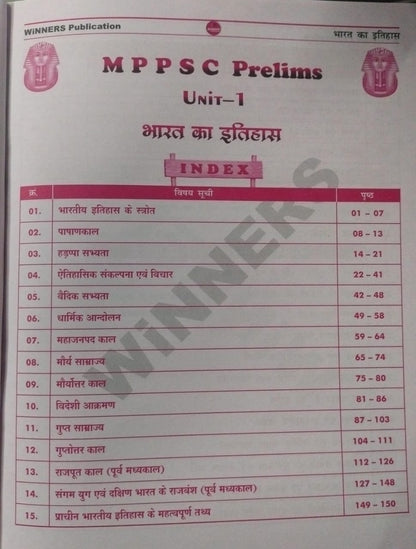 WiNNERS Publication
भारत का इतिहास
MPPSC Prelims
UNIT-1
भारत का इतिहास
INDEX
क्र. विषय सूची पृष्ठ
01. भारतीय इतिहास के स्त्रोत 01 – 07
02. पाषाणकाल 08 – 13
03. हड़प्पा सभ्यता 14 – 21
04. ऐतिहासिक संकल्पना एवं विचार 22 – 41
05. वैदिक सभ्यता 42 – 48
06. धार्मिक आन्दोलन 49 – 58
07. महाजनपद काल 59 – 64
08. मौर्य साम्राज्य 65 – 74
09. मौर्योत्तर काल 75 – 80
10. विदेशी आक्रमण 81 – 86
11. गुप्त साम्राज्य 87 – 103
12. गुप्तोत्तर काल 104 – 111
13. राजपूत काल (पूर्व मध्यकाल) 112 – 126
14. संगम युग एवं दक्षिण भारत के राजवंश (पूर्व मध्यकाल) 127 – 148
15. प्राचीन भारतीय इतिहास के महत्वपूर्ण तथ्य 149 – 150
WiNNERS